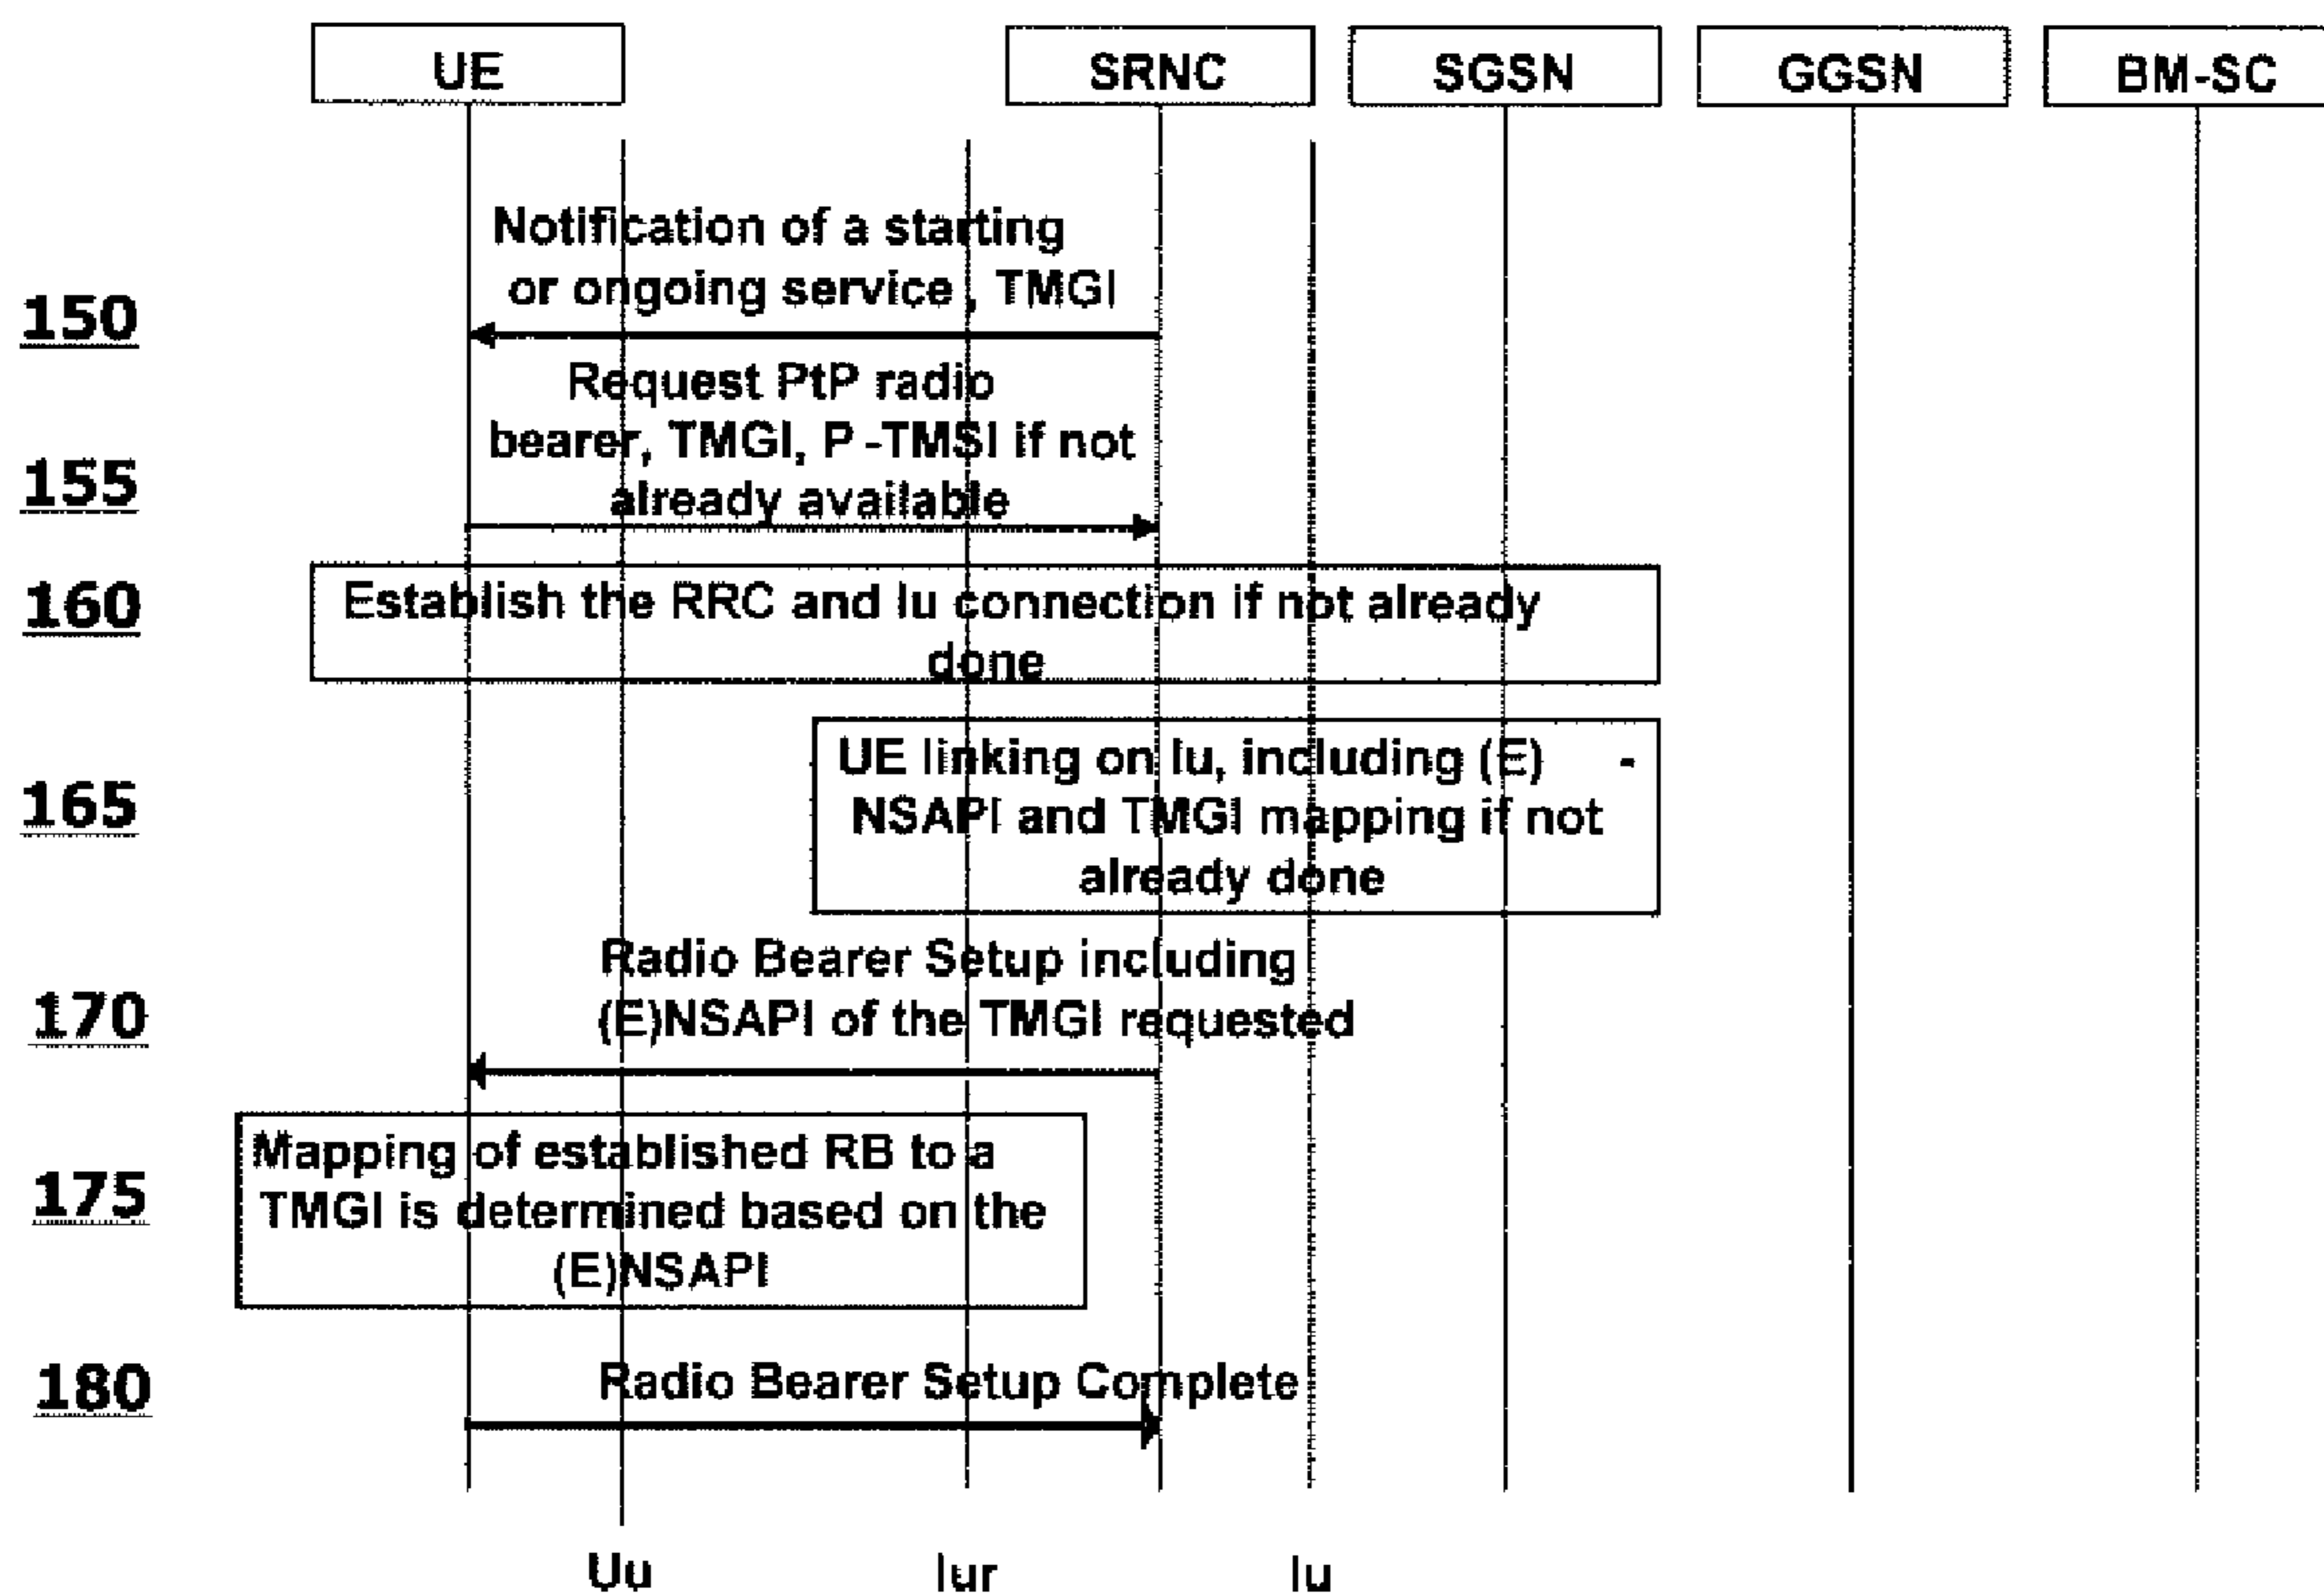 UE SRNC SGSN GGSN BM-SC
Notification of a starting
or ongoing service, TMGI
150
Request PtP radio
bearer, TMGI, P-TMSI if not
155
already available
160
Establish the RRC and Iu connection if not already
done
UE linking on Iu, including (E) -
165
NSAPI and TMGI mapping if not
already done
Radio Bearer Setup including
170
(E)NSAPI of the TMGI requested
Mapping of established RB to a
175
TMGI is determined based on the
(E)NSAPI
180
Radio Bearer Setup Complete
Uu Iur Iu